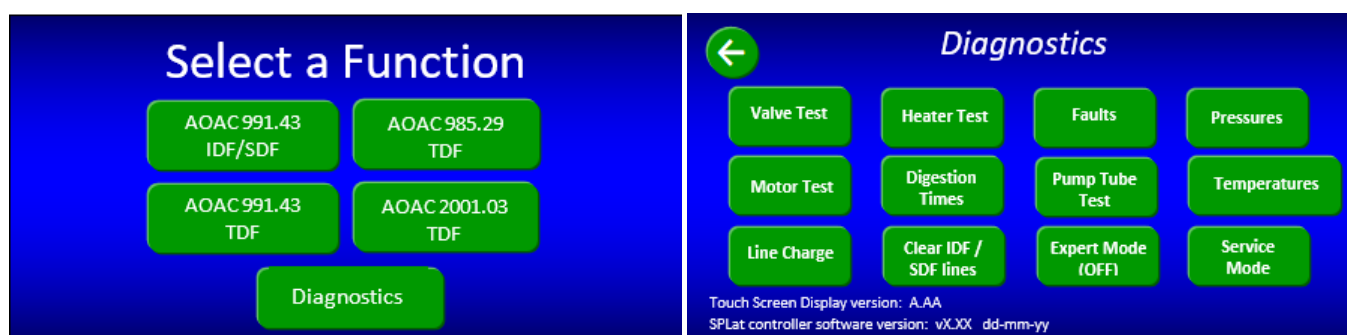 Select a Function
AOAC 991.43
IDF/SDF
AOAC 985.29
TDF
AOAC 991.43
TDF
AOAC 2001.03
TDF
Diagnostics
Diagnostics
Valve Test
Heater Test
Faults
Pressures
Motor Test
Digestion
Times
Pump Tube
Test
Temperatures
Line Charge
Clear IDF /
SDF lines
Expert Mode
(OFF)
Service
Mode
Touch Screen Display version: A.AA
SPLat controller software version: vX.XX dd-mm-yy